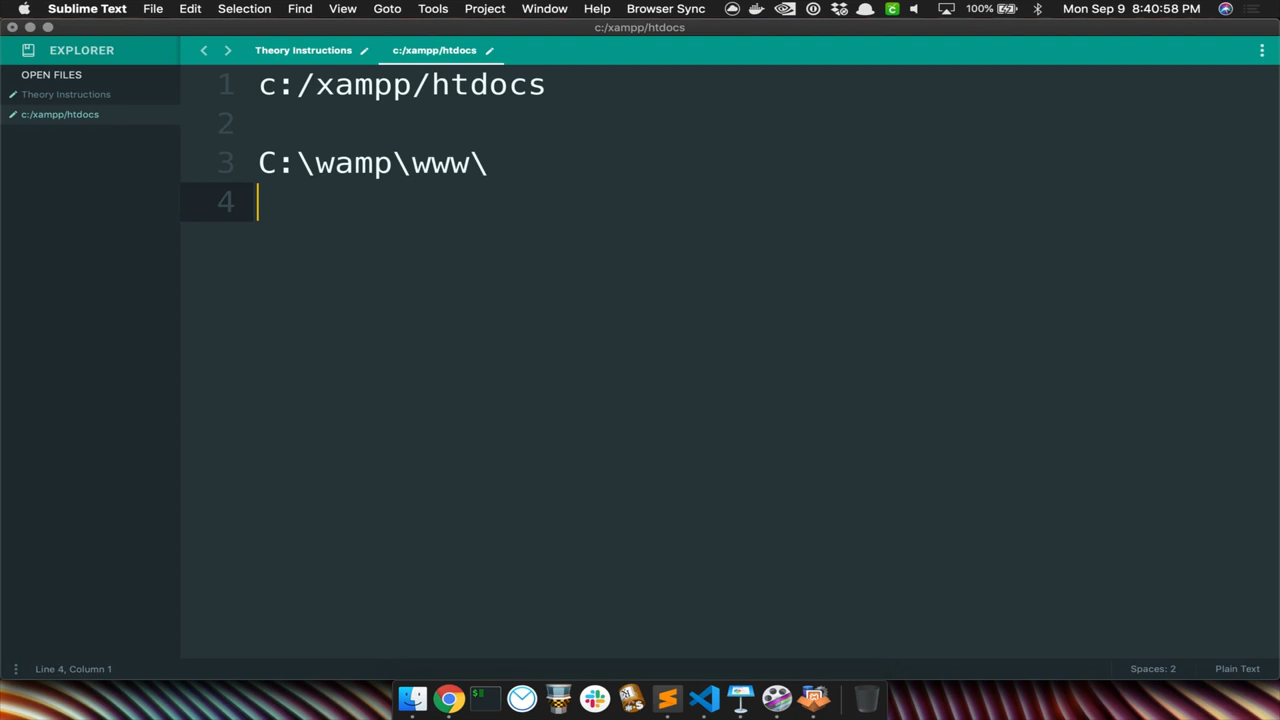 Sublime Text File Edit Selection Find View Goto Tools Project Window Help Browser Sync 100% Mon Sep 9 8:40:58 PM
c:/xampp/htdocs
EXPLORER Theory Instructions c:/xampp/htdocs
OPEN FILES
Theory Instructions
c:/xampp/htdocs
1 c:/xampp/htdocs
2
3 C:\wamp\www\
4
Line 4, Column 1 Spaces: 2 Plain Text